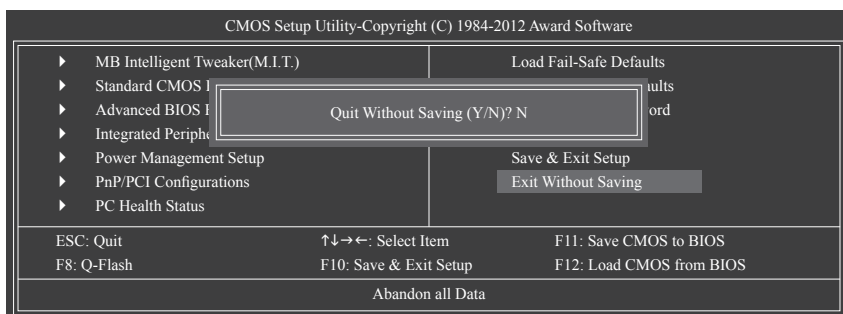 CMOS Setup Utility-Copyright (C) 1984-2012 Award Software
MB Intelligent Tweaker(M.I.T.)
Standard CMOS
Advanced BIOS
Integrated
Power Management Setup
PnP/PCI Configurations
PC Health Status
Load Fail-Safe Defaults
Save & Exit Setup
Exit Without Saving
Quit Without Saving (Y/N)? N
ESC: Quit
↑↓→←: Select Item
F11: Save CMOS to BIOS
F8: Q-Flash
F10: Save & Exit Setup
F12: Load CMOS from BIOS
Abandon all Data